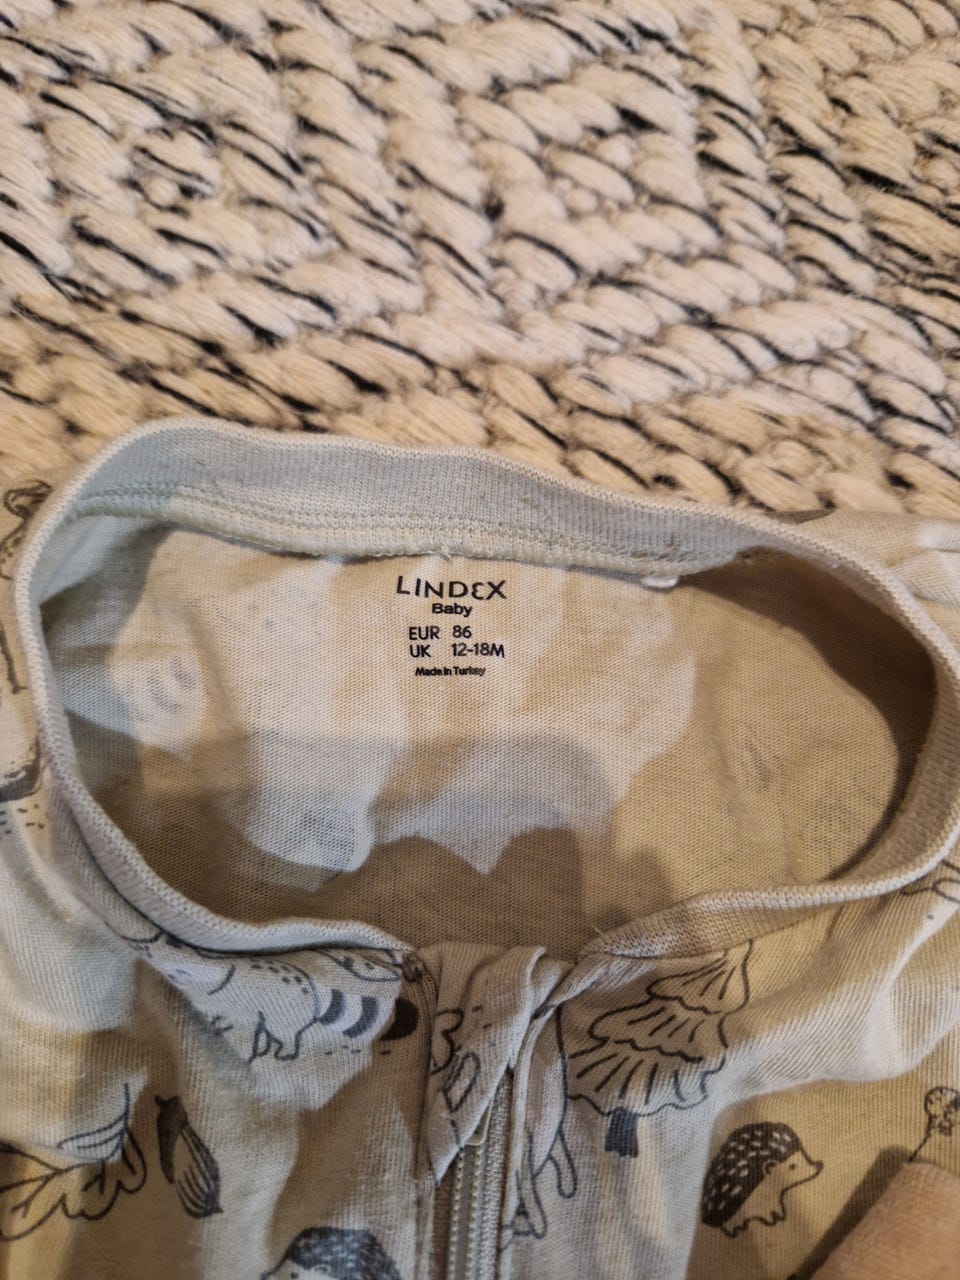 LINDEX
Baby
EUR 86
UK 12-18M
Made in Turkey